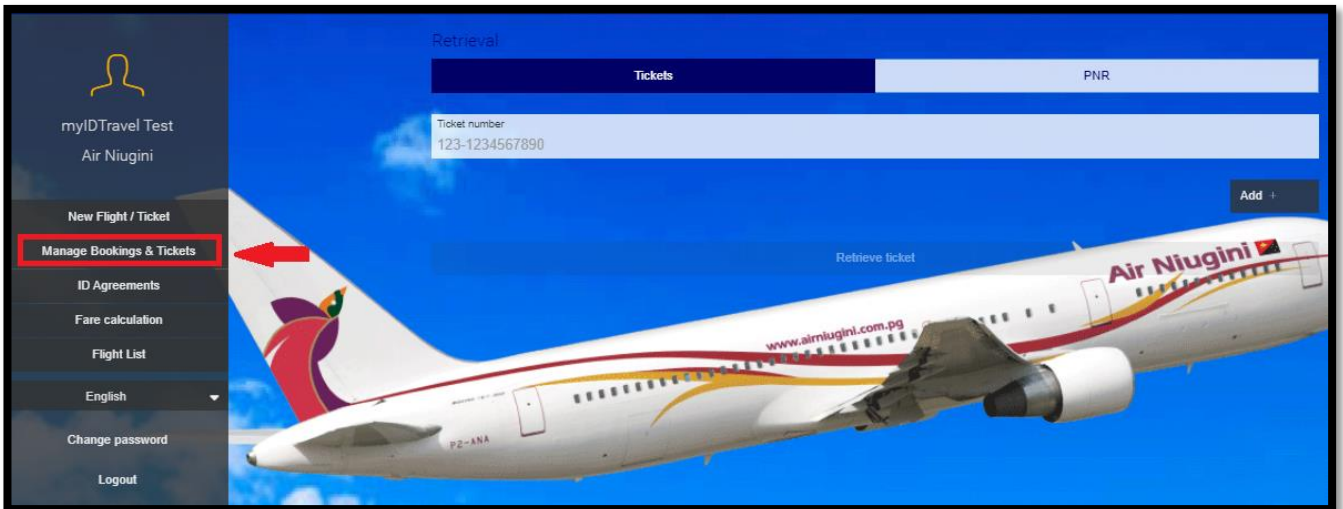 myIDTravel Test
Air Niugini
New Flight / Ticket
Manage Bookings & Tickets
ID Agreements
Fare calculation
Flight List
English
Change password
Logout
Retrieval
Tickets
PNR
Ticket number
123-1234567890
Add +
Retrieve ticket
Air Niugini
www.airniugini.com.pg
P2-ANA